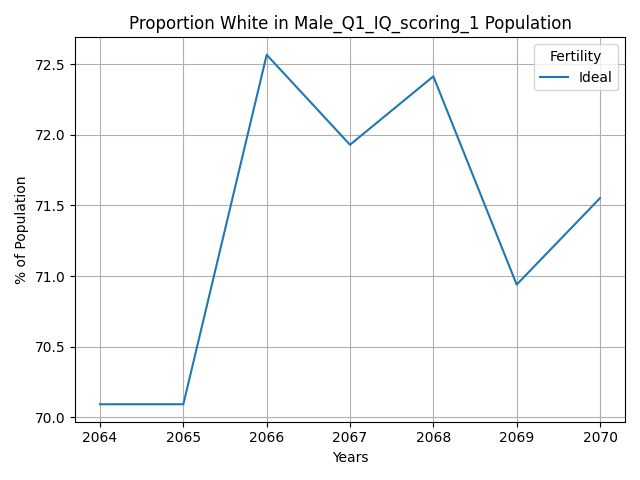 Proportion White in Male_Q1_IQ_scoring_1 Population
Fertility
Ideal
% of Population
72.5
72.0
71.5
71.0
70.5
70.0
2064 2065 2066 2067 2068 2069 2070
Years